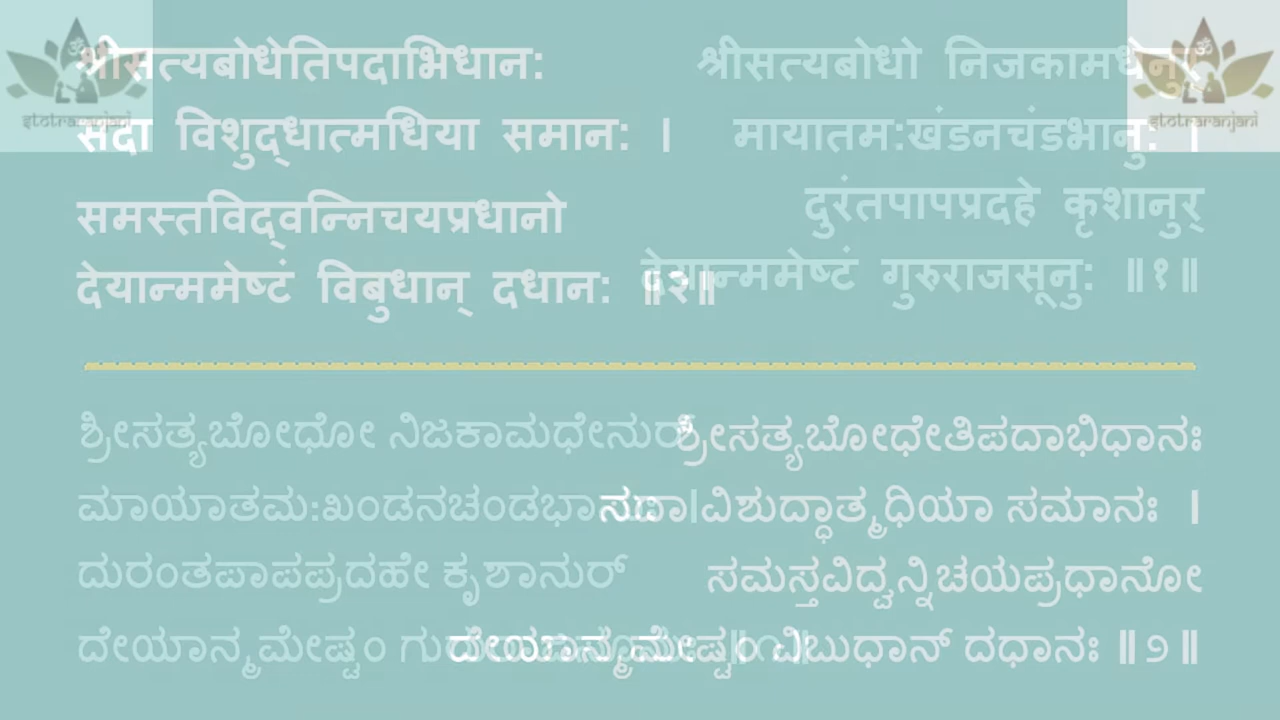 श्रीसत्यबोधेतिपदाभिधान:
सदा विशुद्धात्मधिया समान: |
समस्तविद्वन्निचयप्रधानो
देयान्ममेष्टं विबुधान् दधान: ॥२॥
श्रीसत्यबोधो निजकामधेनुर्
मायातम:खंडनचंडभानु: |
दुरंतपापप्रदहे कृशानुर्
देयान्ममेष्टं गुरुराजसूनु: ॥१॥
ಶ್ರೀಸತ್ಯಬೋಧೋ ನಿಜಕಾಮಧೇನುರ್
ಮಾಯಾತಮ:ಖಂಡನಚಂಡಭಾನು: |
ದುರಂತಪಾಪಪ್ರದಹೇ ಕೃಶಾನುರ್
ದೇಯಾನ್ಮಮೇಷ್ಟಂ
ಶ್ರೀಸತ್ಯಬೋಧೇತಿಪದಾಭಿಧಾನಃ
ಸದಾ ವಿಶುದ್ಧಾತ್ಮಧಿಯಾ ಸಮಾನಃ |
ಸಮಸ್ತವಿದ್ವನ್ನಿಚಯಪ್ರಧಾನೋ
ದೇಯಾನ್ಮಮೇಷ್ಟಂ ವಿಬುಧಾನ್ ದಧಾನಃ ॥೨॥
stotraranjani
stotraranjani